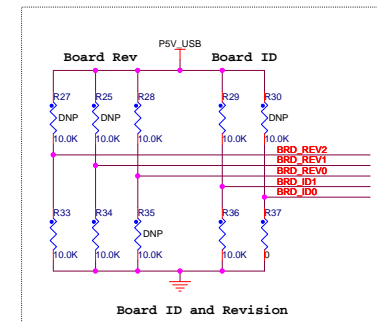 P5V_USB
Board Rev Board ID
R27 R25 R28 R29 R30
DNP DNP DNP
10.0K 10.0K 10.0K 10.0K 10.0K
BRD_REV2
BRD_REV1
BRD_REV0
BRD_ID1
BRD_ID0
R33 R34 R35 R36 R37
DNP
10.0K 10.0K 10.0K 10.0K 0
Board ID and Revision